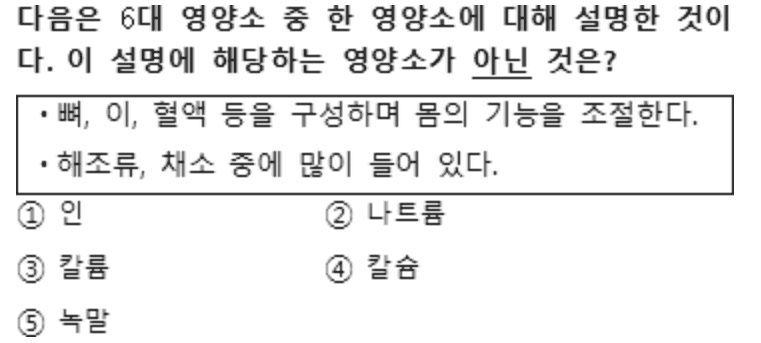 다음은 6대 영양소 중 한 영양소에 대해 설명한 것이
다. 이 설명에 해당하는 영양소가 아닌 것은?
・뼈, 이, 혈액 등을 구성하며 몸의 기능을 조절한다.
・해조류, 채소 중에 많이 들어 있다.
① 인 ② 나트륨
③ 칼륨 ④ 칼슘
⑤ 녹말